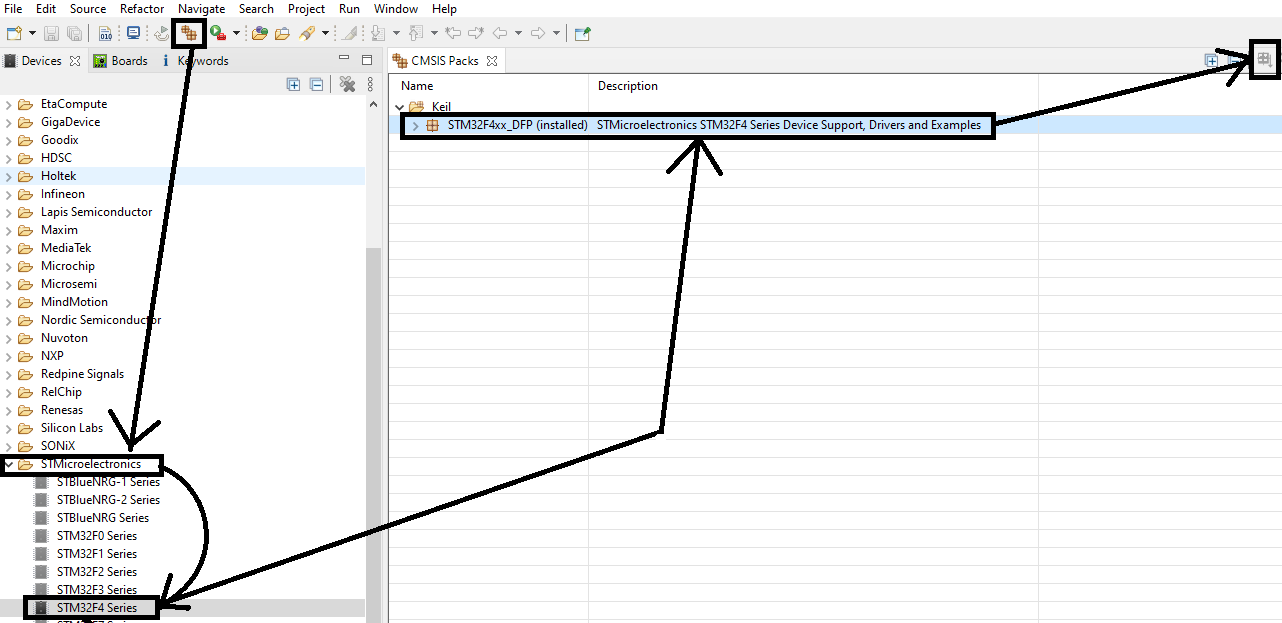 File Edit Source Refactor Navigate Search Project Run Window Help
010
Devices Boards i Keywords
CMSIS Packs
Name Description
Keil
STM32F4xx_DFP (installed) STMicroelectronics STM32F4 Series Device Support, Drivers and Examples
EtaCompute
GigaDevice
Goodix
HDSC
Holtek
Infineon
Lapis Semiconductor
Maxim
MediaTek
Microchip
Microsemi
MindMotion
Nordic Semiconductor
Nuvoton
NXP
Redpine Signals
RelChip
Renesas
Silicon Labs
SONiX
STMicroelectronics
STBlueNRG-1 Series
STBlueNRG-2 Series
STBlueNRG Series
STM32F0 Series
STM32F1 Series
STM32F2 Series
STM32F3 Series
STM32F4 Series